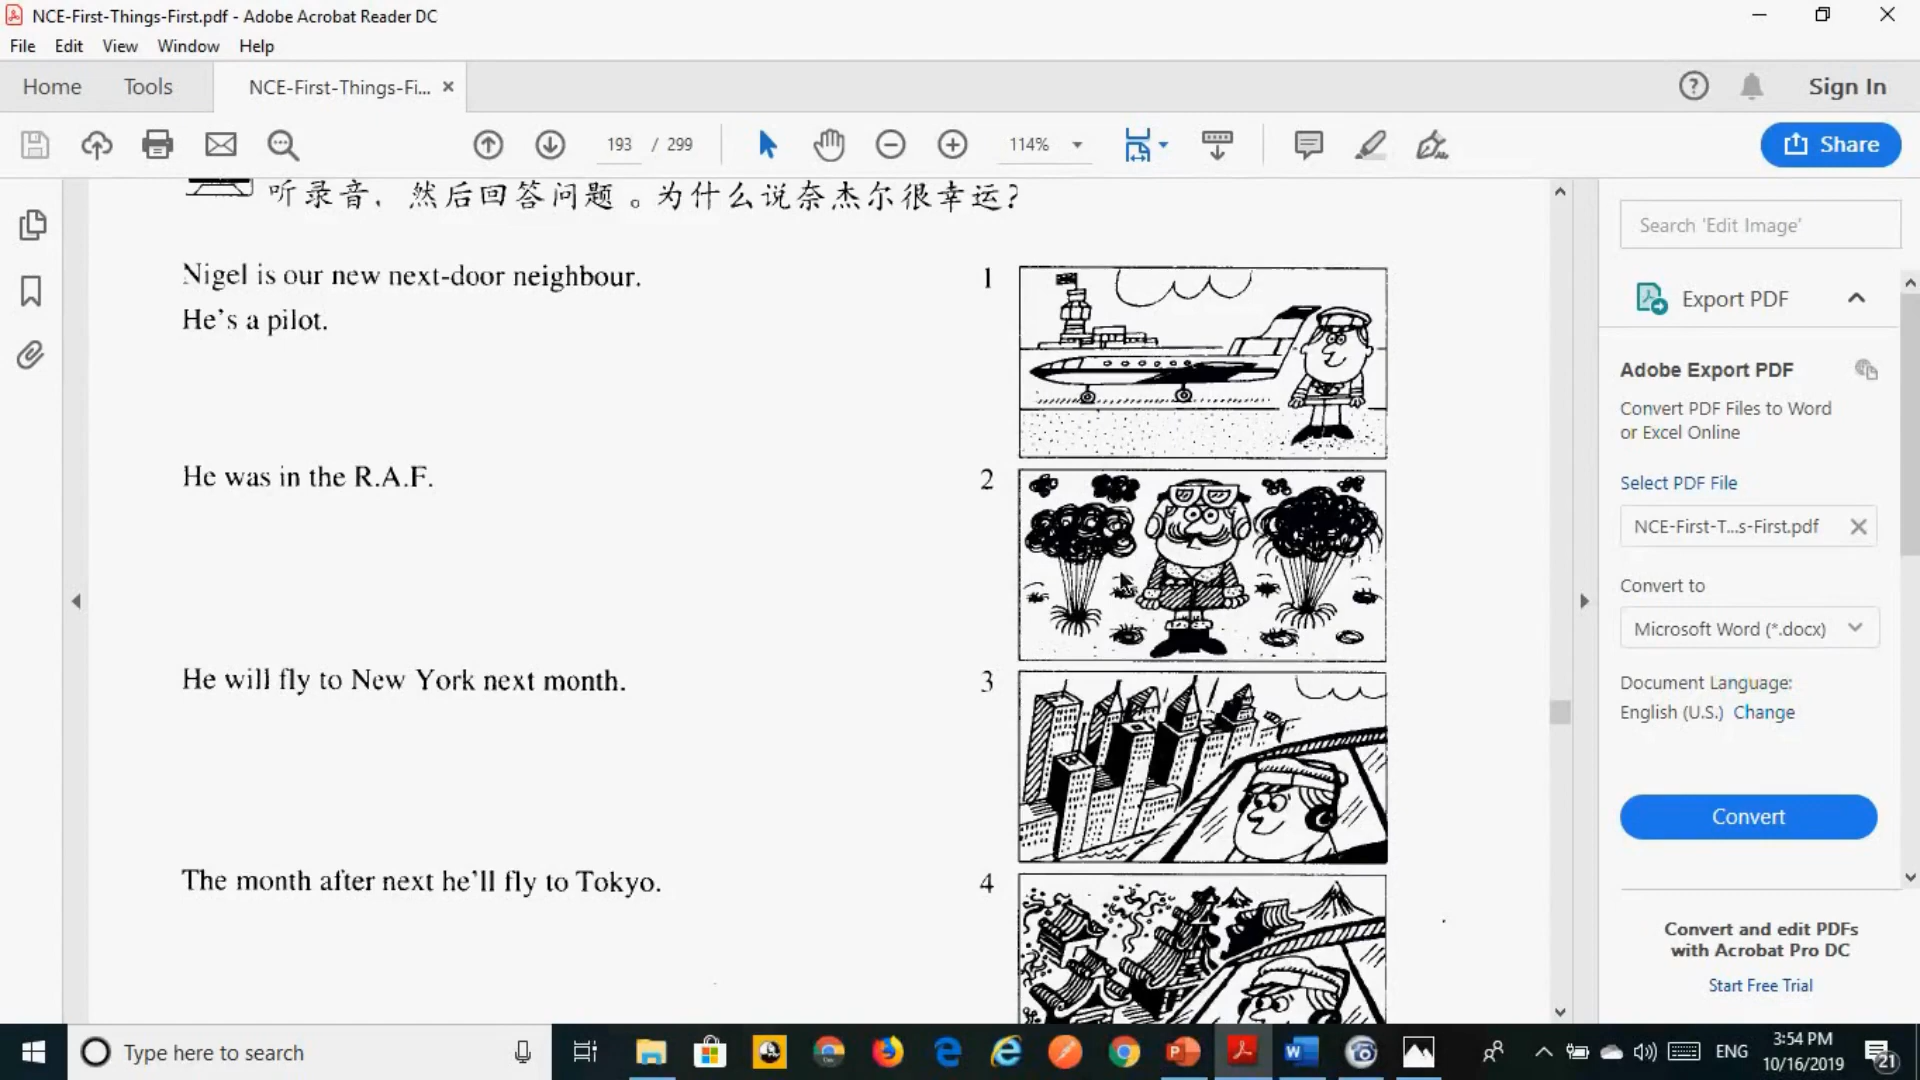 NCE-First-Things-First.pdf - Adobe Acrobat Reader DC
File Edit View Window Help
Home Tools NCE-First-Things-Fi... Sign In
193 / 299 114% Share
听录音，然后回答问题。为什么说奈杰尔很幸运？
Nigel is our new next-door neighbour.
He's a pilot.
1
He was in the R.A.F.
2
He will fly to New York next month.
3
The month after next he'll fly to Tokyo.
4
Search 'Edit Image'
Export PDF
Adobe Export PDF
Convert PDF Files to Word
or Excel Online
Select PDF File
NCE-First-T...s-First.pdf
Convert to
Microsoft Word (*.docx)
Document Language:
English (U.S.) Change
Convert
Convert and edit PDFs
with Acrobat Pro DC
Start Free Trial
Type here to search
ENG
3:54 PM
10/16/2019
21